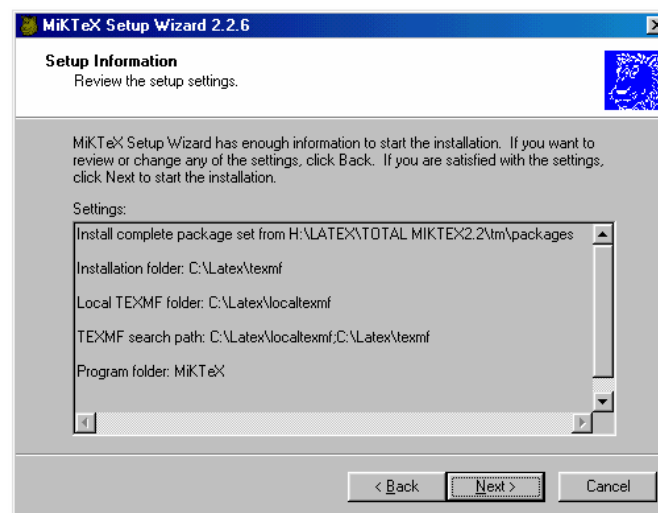 MiKTeX Setup Wizard 2.2.6
Setup Information
Review the setup settings.
MiKTeX Setup Wizard has enough information to start the installation. If you want to
review or change any of the settings, click Back. If you are satisfied with the settings,
click Next to start the installation.
Settings:
Install complete package set from H:\LATEX\TOTAL MIKTEX2.2\tm\packages
Installation folder: C:\Latex\texmf
Local TEXMF folder: C:\Latex\localtexmf
TEXMF search path: C:\Latex\localtexmf;C:\Latex\texmf
Program folder: MiKTeX
< Back
Next >
Cancel